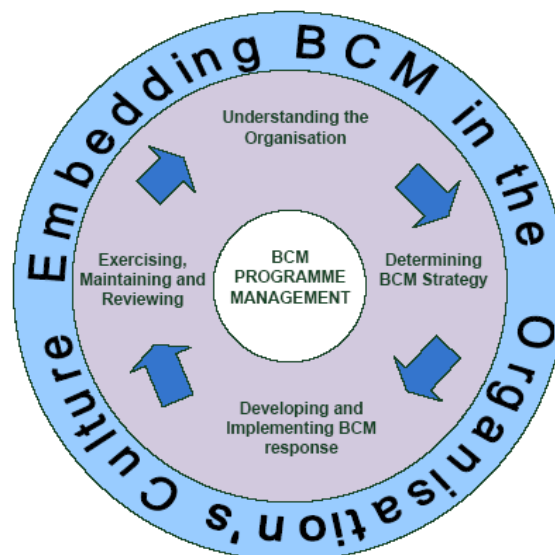 Embedding BCM in the Organisation's Culture
Understanding the
Organisation
Determining
BCM Strategy
Developing and
Implementing BCM
response
Exercising,
Maintaining and
Reviewing
BCM
PROGRAMME
MANAGEMENT